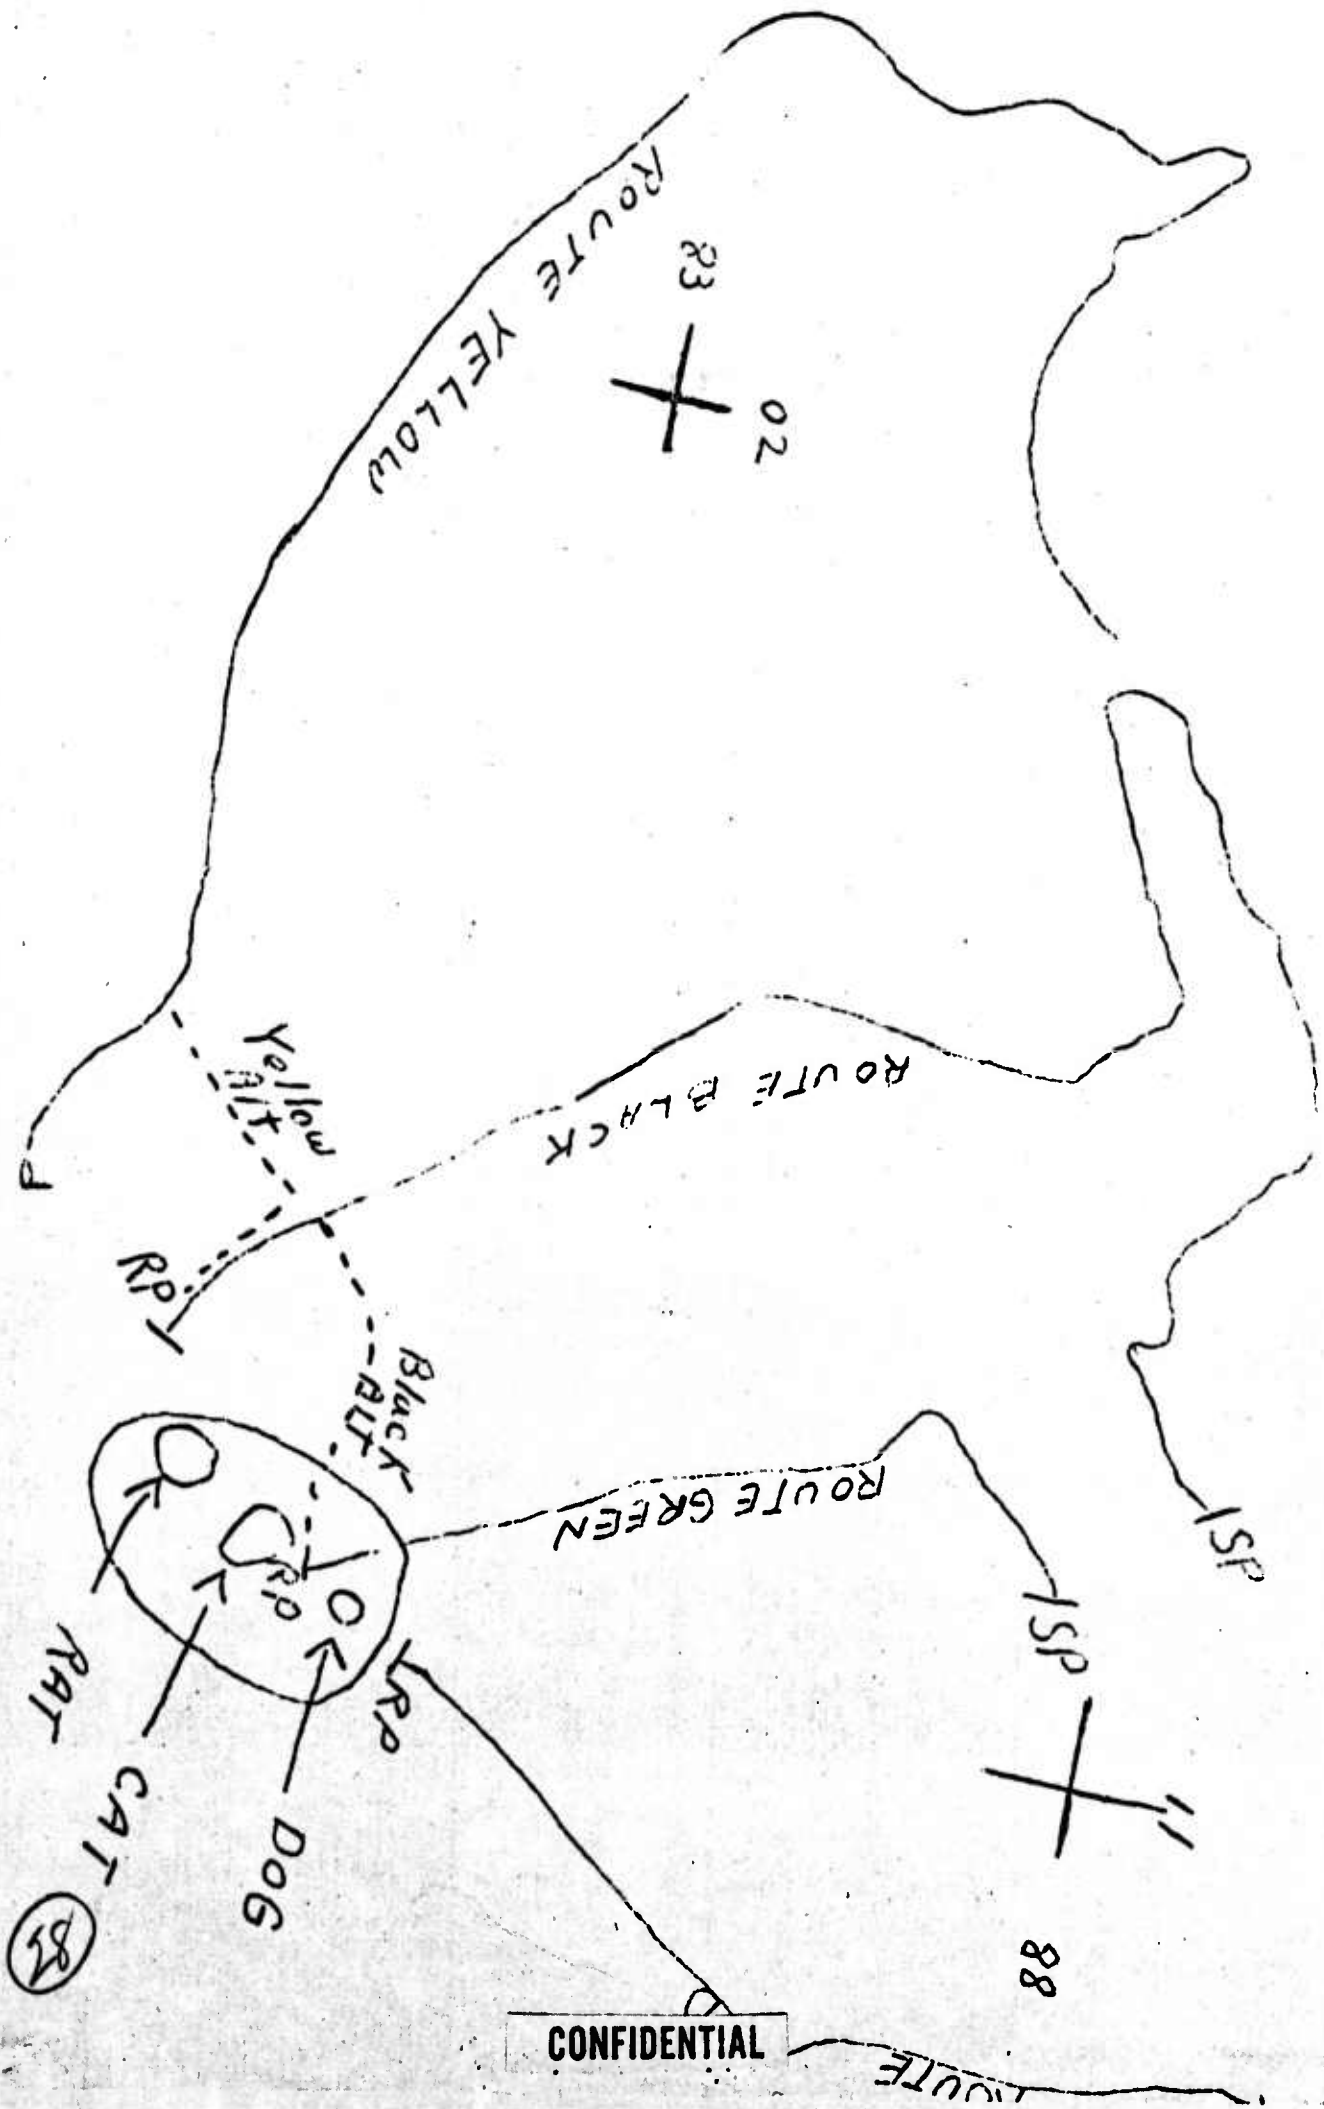 ROUTE YELLOW
23
02
Yellow
Alt
ROUTE BLACK
RP
Black
ALT
ROUTE GREEN
SP
SP
RP
RP
RAT
CAT
DOG
11
88
CONFIDENTIAL
ROUTE